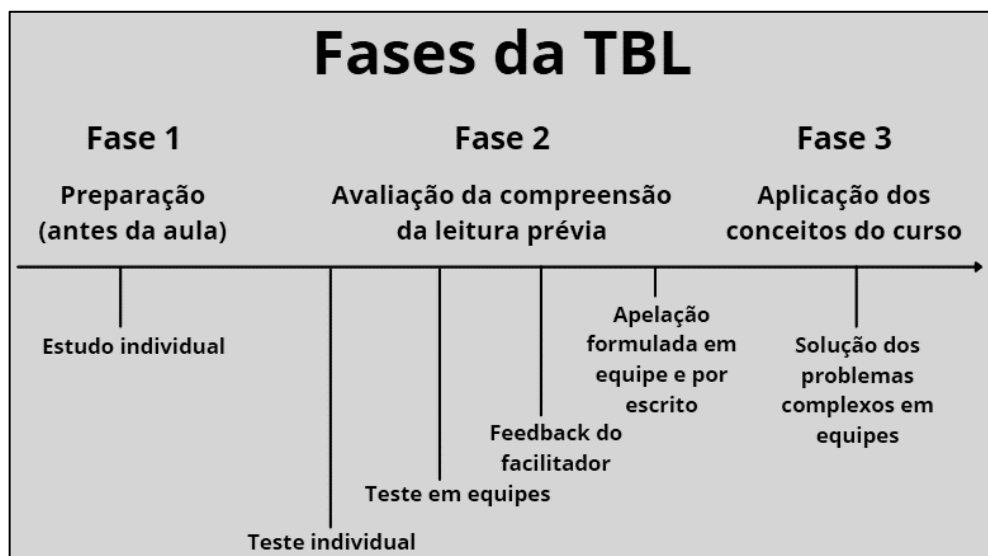 Fases da TBL
Fase 1
Preparação
(antes da aula)
Fase 2
Avaliação da compreensão
da leitura prévia
Fase 3
Aplicação dos
conceitos do curso
Estudo individual
Teste individual
Teste em equipes
Feedback do
facilitador
Apelação
formulada em
equipe e por
escrito
Solução dos
problemas
complexos em
equipes